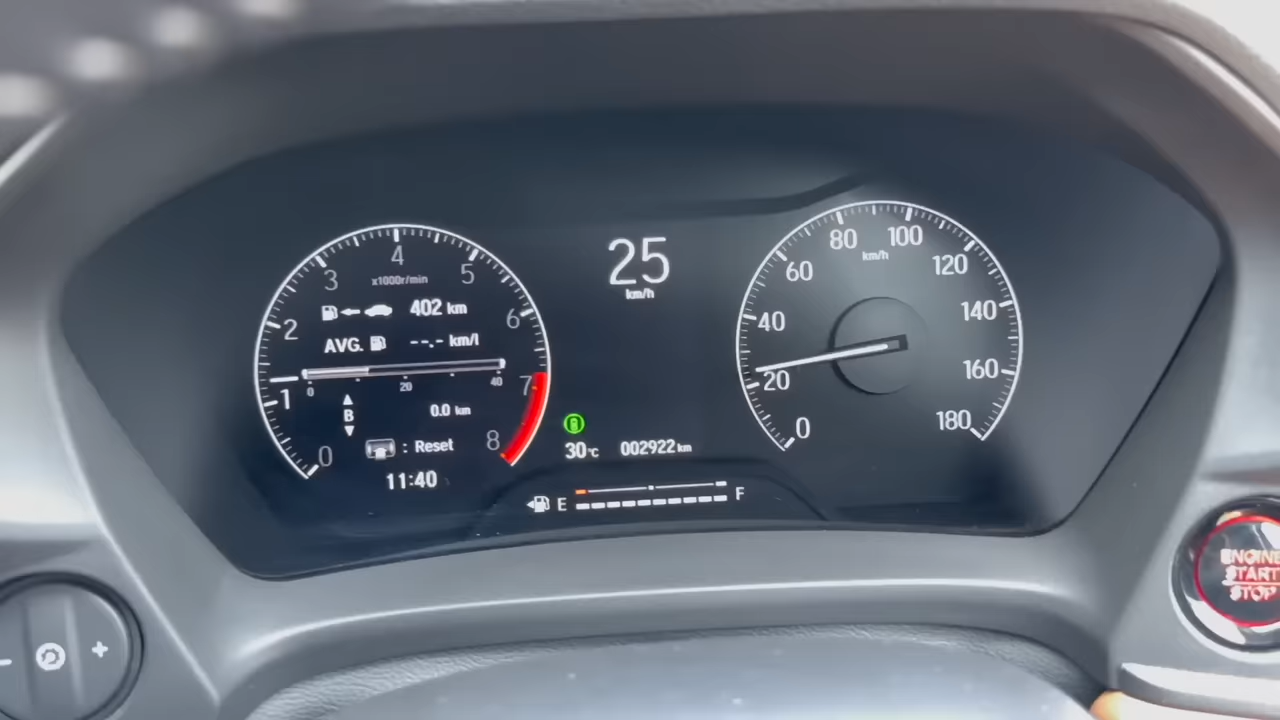 4
3
5
x1000r/min
2
6
402 km
AVG. --.- km/l
0 20 40
1
7
B
0.0 km
: Reset
0
8
11:40
25
km/h
30°C
002922 km
E
F
80
100
km/h
60
120
40
140
20
160
0
180
ENGINE
START
STOP
- +